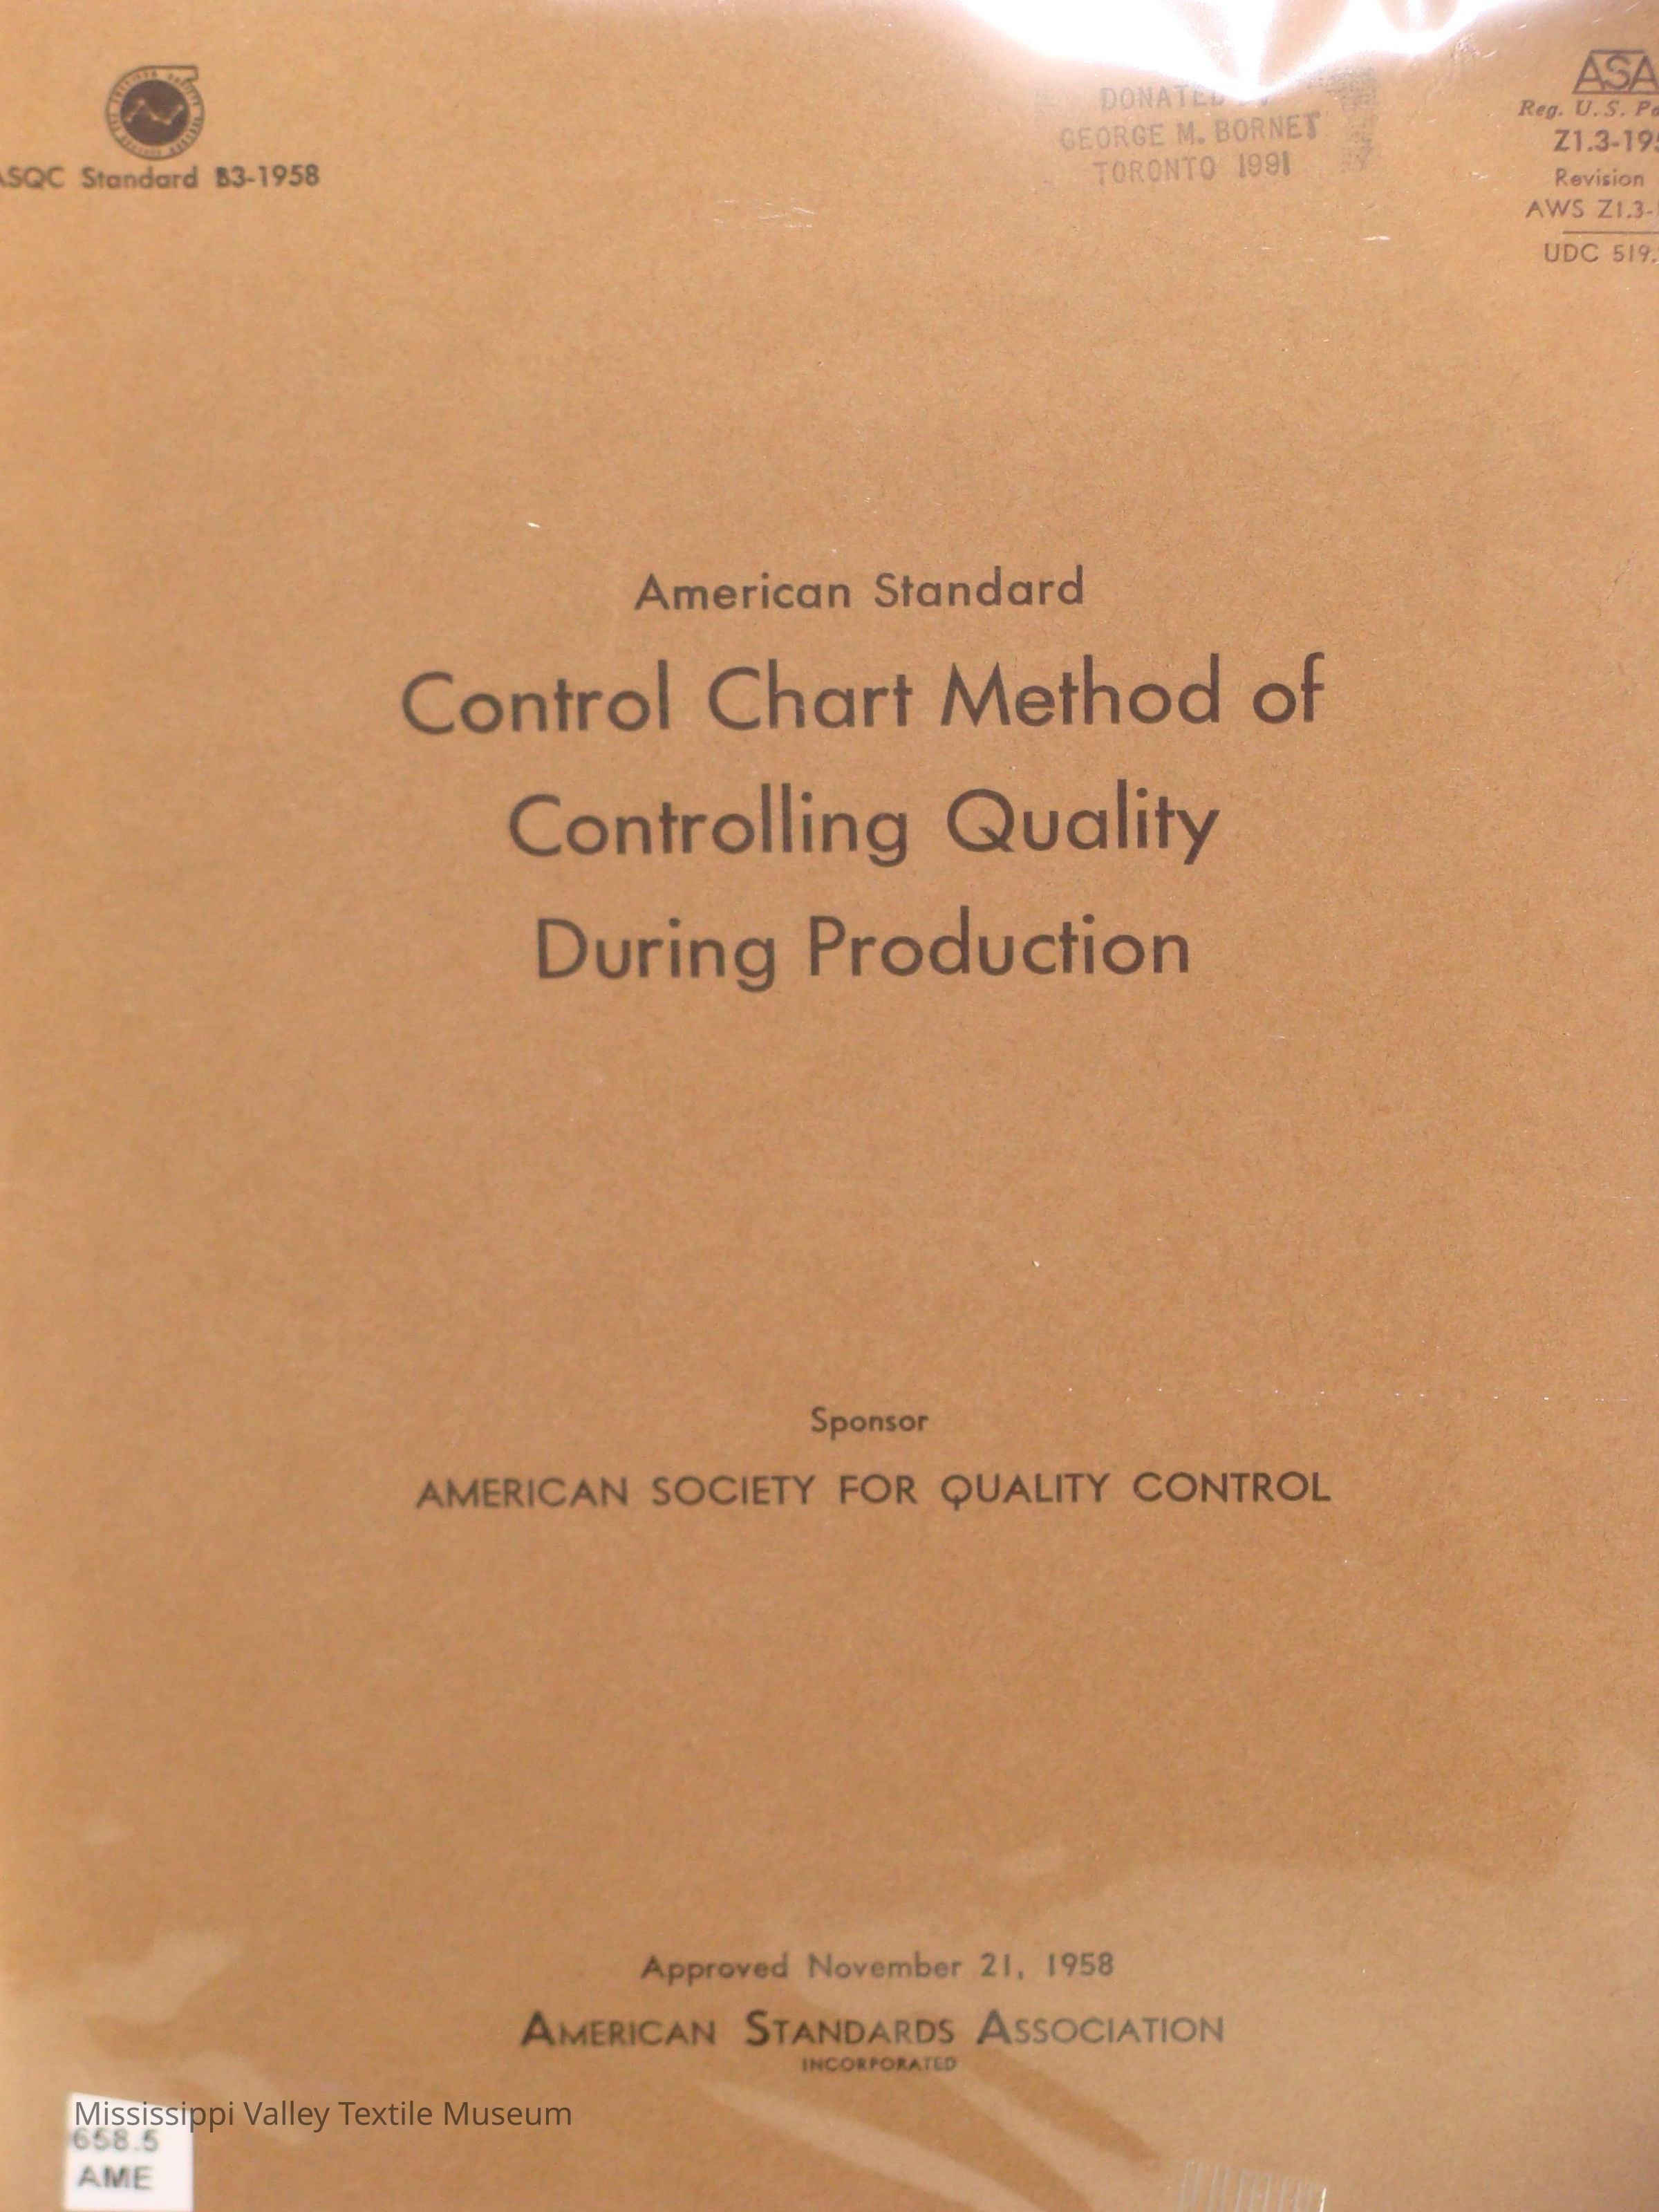 ASQC Standard B3-1958
DONATED
GEORGE M. BORNET
TORONTO 1991
ASA
Reg. U. S.
Z1.3-195
Revision
AWS Z1.3-
UDC 519.
American Standard
Control Chart Method of
Controlling Quality
During Production
Sponsor
AMERICAN SOCIETY FOR QUALITY CONTROL
Approved November 21, 1958
AMERICAN STANDARDS ASSOCIATION
INCORPORATED
Mississippi Valley Textile Museum
658.5
AME